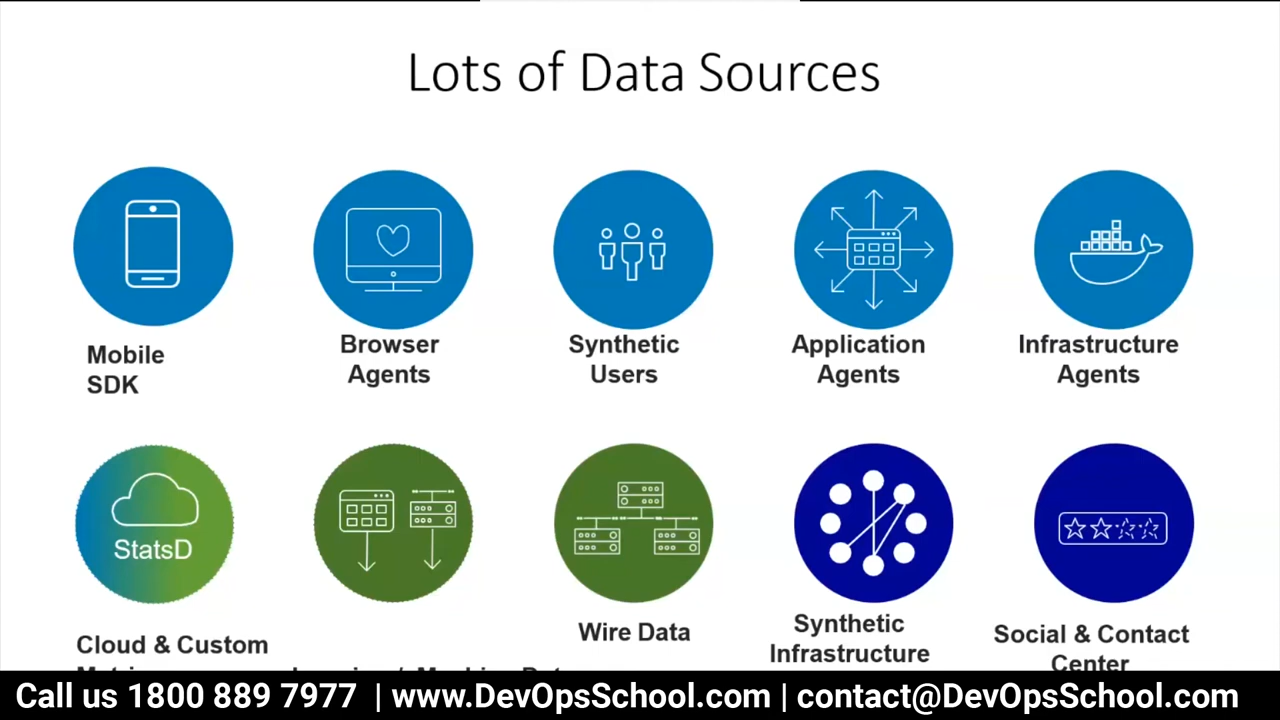 Lots of Data Sources
Mobile
SDK
Browser
Agents
Synthetic
Users
Application
Agents
Infrastructure
Agents
StatsD
Cloud & Custom
Wire Data
Synthetic
Infrastructure
Social & Contact
Center
Call us 1800 889 7977 | www.DevOpsSchool.com | contact@DevOpsSchool.com